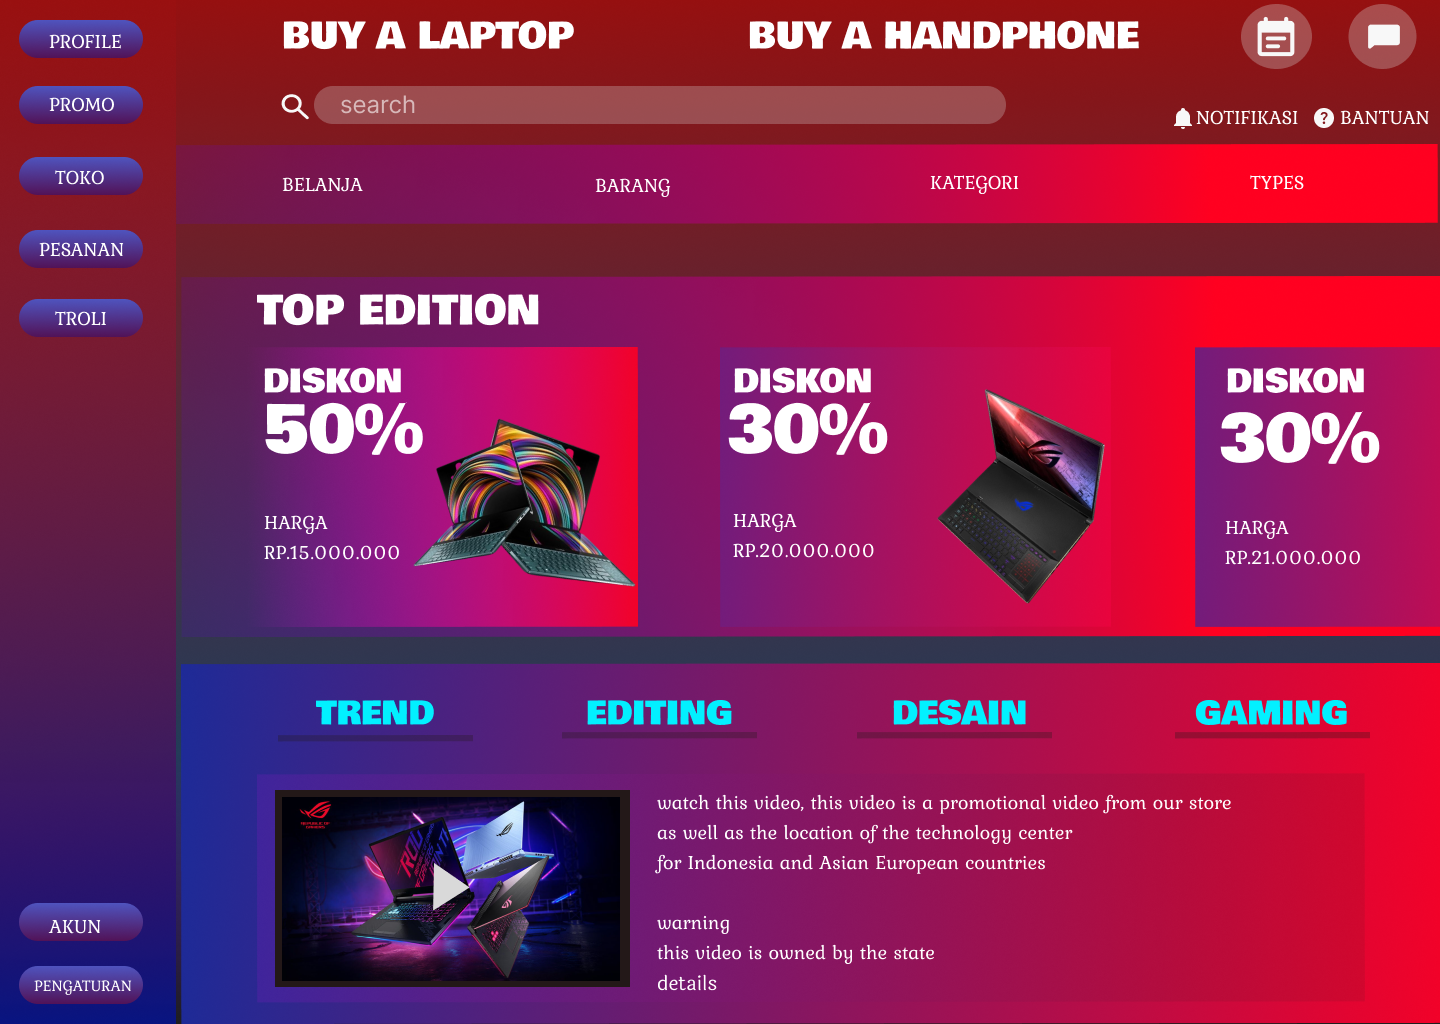 PROFILE
PROMO
TOKO
PESANAN
TROLI
AKUN
PENGATURAN
BUY A LAPTOP
BUY A HANDPHONE
search
NOTIFIKASI
BANTUAN
BELANJA
BARANG
KATEGORI
TYPES
TOP EDITION
DISKON
50%
HARGA
RP.15.000.000
DISKON
30%
HARGA
RP.20.000.000
DISKON
30%
HARGA
RP.21.000.000
TREND
EDITING
DESAIN
GAMING
watch this video, this video is a promotional video from our store
as well as the location of the technology center
for Indonesia and Asian European countries
warning
this video is owned by the state
details